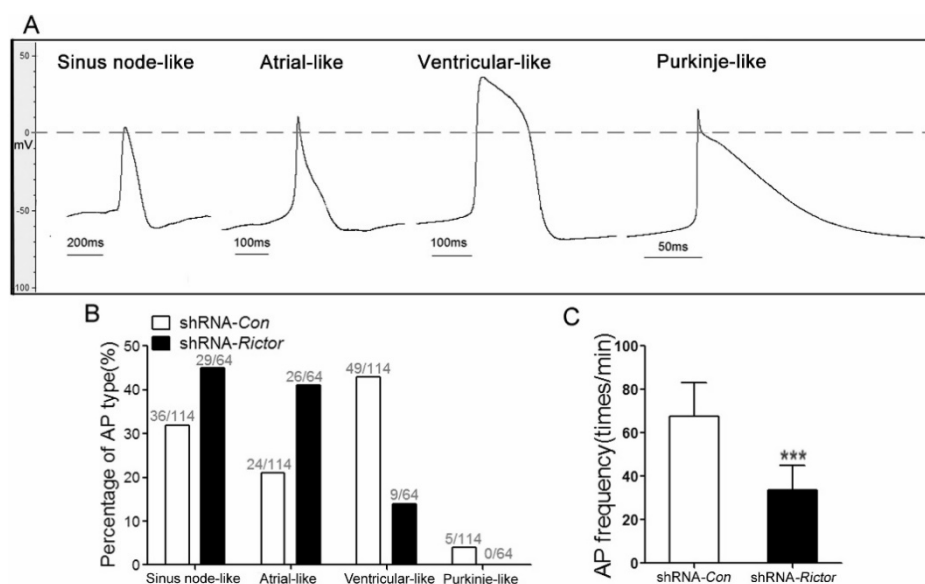 A
50
Sinus node-like Atrial-like Ventricular-like Purkinje-like
0
mV
-50
200ms 100ms 100ms 50ms
100
B
shRNA-Con
shRNA-Rictor
Percentage of AP type(%)
50
40
30
20
10
0
36/114 29/64 24/114 26/64 49/114 9/64 5/114 0/64
Sinus node-like Atrial-like Ventricular-like Purkinje-like
C
AP frequency(times/min)
100
80
60
40
20
0
***
shRNA-Con shRNA-Rictor